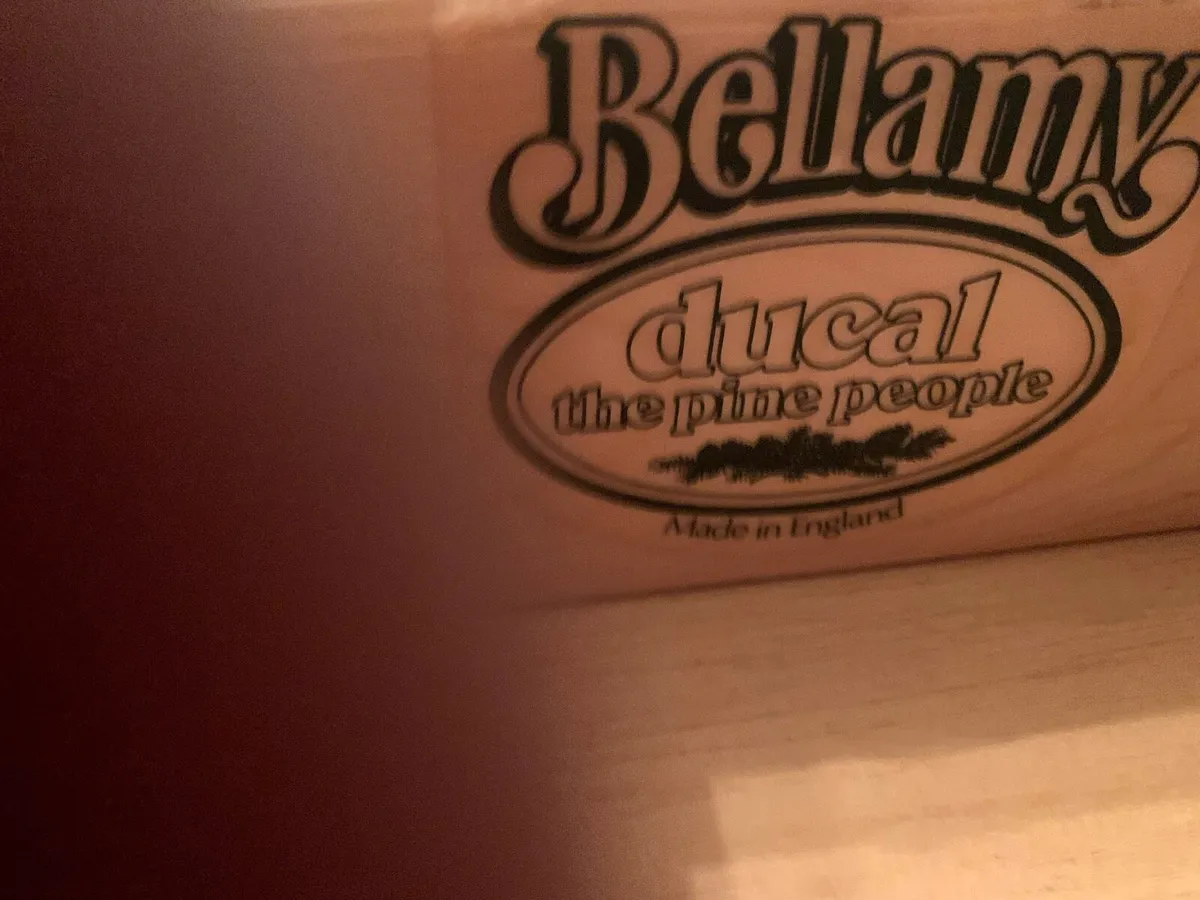 Bellamy
ducal
the pine people
Made in England